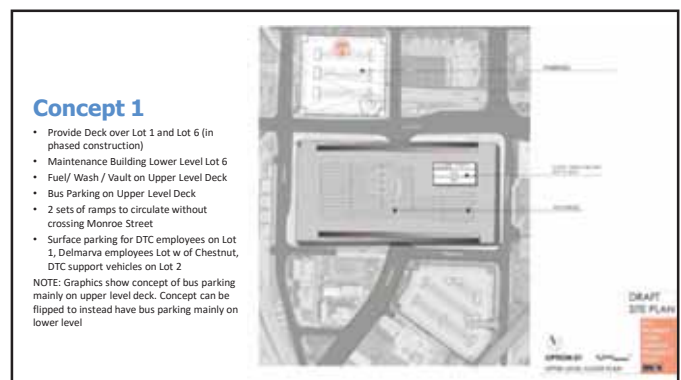 Concept 1
• Provide Deck over Lot 1 and Lot 6 (in
phased construction)
• Maintenance Building Lower Level Lot 6
• Fuel/ Wash / Vault on Upper Level Deck
• Bus Parking on Upper Level Deck
• 2 sets of ramps to circulate without
crossing Monroe Street
• Surface parking for DTC employees on Lot
1, Delmarva employees Lot w of Chestnut,
DTC support vehicles on Lot 2
NOTE: Graphics show concept of bus parking
mainly on upper level deck. Concept can be
flipped to instead have bus parking mainly on
lower level
DRAFT
SITE PLAN